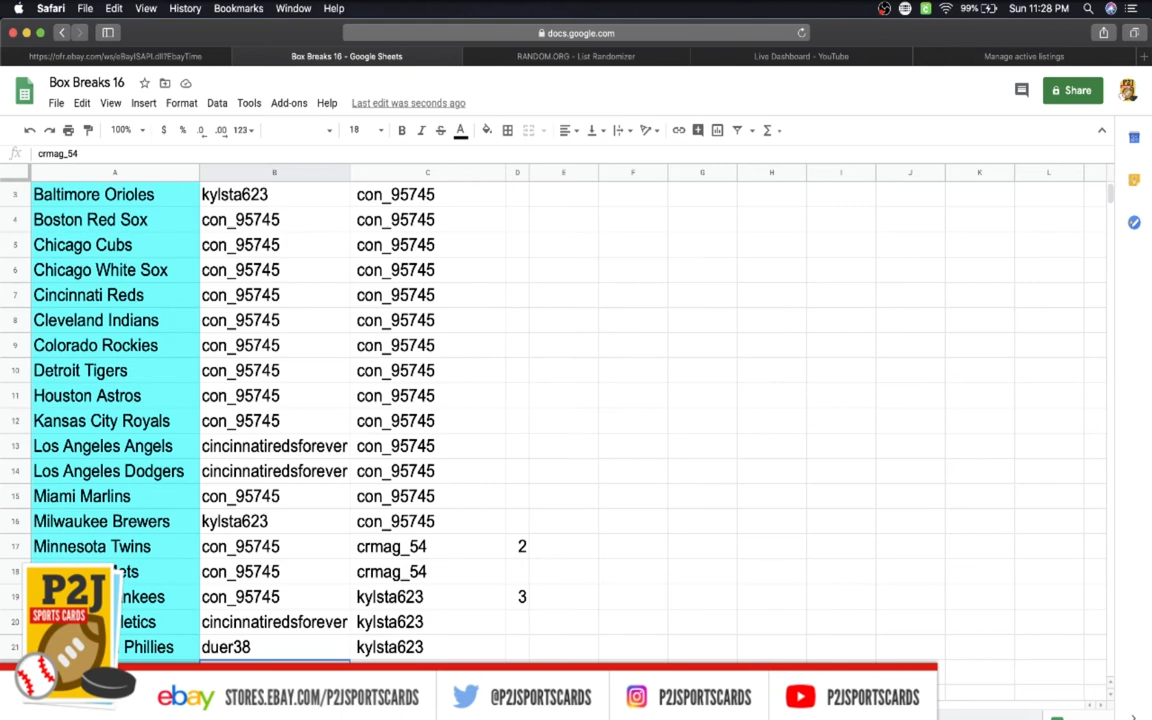 Safari File Edit View History Bookmarks Window Help 99% Sun 11:28 PM
docs.google.com
https://ofr.ebay.com/ws/eBayISAPI.dll?EbayTime Box Breaks 16 - Google Sheets RANDOM.ORG - List Randomizer Live Dashboard - YouTube Manage active listings
Box Breaks 16
File Edit View Insert Format Data Tools Add-ons Help Last edit was seconds ago Share
100% $ % .0 .00 123 18 B I S A
fx crmag_54
A B C D E F G H I J K L
3 Baltimore Orioles kylsta623 con_95745
4 Boston Red Sox con_95745 con_95745
5 Chicago Cubs con_95745 con_95745
6 Chicago White Sox con_95745 con_95745
7 Cincinnati Reds con_95745 con_95745
8 Cleveland Indians con_95745 con_95745
9 Colorado Rockies con_95745 con_95745
10 Detroit Tigers con_95745 con_95745
11 Houston Astros con_95745 con_95745
12 Kansas City Royals con_95745 con_95745
13 Los Angeles Angels cincinnatiredsforever con_95745
14 Los Angeles Dodgers cincinnatiredsforever con_95745
15 Miami Marlins con_95745 con_95745
16 Milwaukee Brewers kylsta623 con_95745
17 Minnesota Twins con_95745 crmag_54 2
18 ets con_95745 crmag_54
19 nkees con_95745 kylsta623 3
20 letics cincinnatiredsforever kylsta623
21 Phillies duer38 kylsta623
P2J
SPORTS CARDS
ebay STORES.EBAY.COM/P2JSPORTSCARDS @P2JSPORTSCARDS P2JSPORTSCARDS P2JSPORTSCARDS